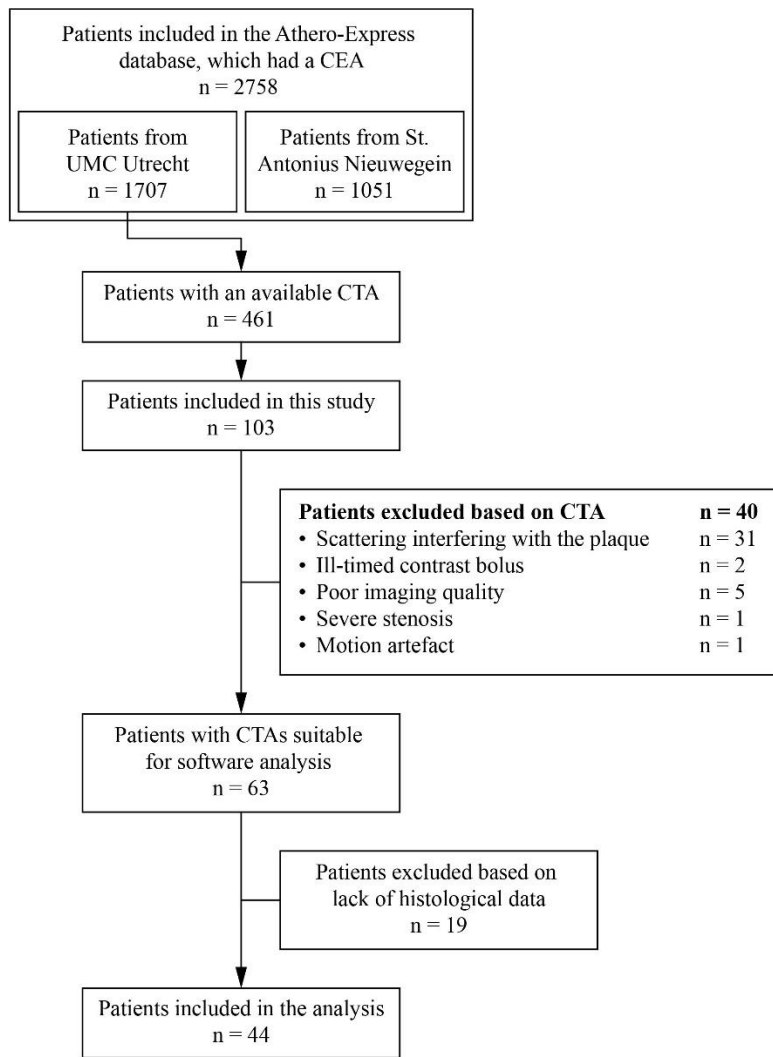 Patients included in the Athero-Express
database, which had a CEA
n = 2758
Patients from
UMC Utrecht
n = 1707
Patients from St.
Antonius Nieuwegein
n = 1051
Patients with an available CTA
n = 461
Patients included in this study
n = 103
Patients excluded based on CTA n = 40
• Scattering interfering with the plaque n = 31
• Ill-timed contrast bolus n = 2
• Poor imaging quality n = 5
• Severe stenosis n = 1
• Motion artefact n = 1
Patients with CTAs suitable
for software analysis
n = 63
Patients excluded based on
lack of histological data
n = 19
Patients included in the analysis
n = 44